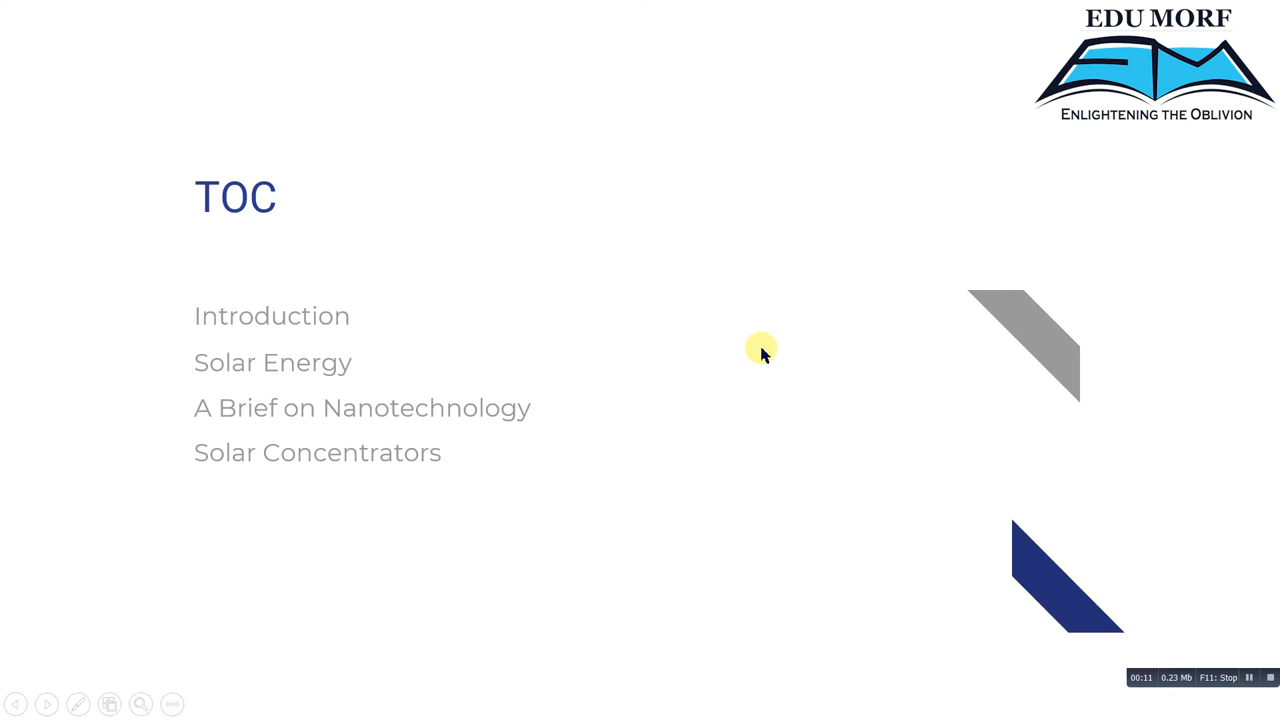 EDU MORF
ENLIGHTENING THE OBLIVION
TOC
Introduction
Solar Energy
A Brief on Nanotechnology
Solar Concentrators
00:11 0.23 Mb F11: Stop